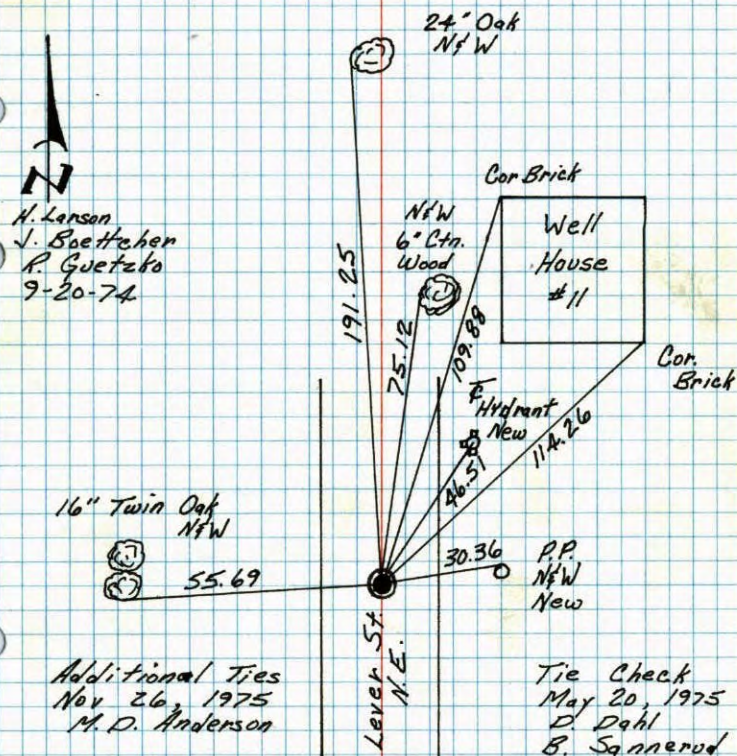 24" Oak
N&W
N
H. Larson
J. Boettcher
R. Guetzko
9-20-74
Cor Brick
N&W
6" Ctn.
Wood
Well
House
#11
191.25
75.12
109.88
Cor.
Brick
Hydrant
New
46.51
114.26
16" Twin Oak
N&W
55.69
30.36
P.P.
N&W
New
Lever St.
N.E.
Additional Ties
Nov 26, 1975
M.D. Anderson
Tie Check
May 20, 1975
D. Dahl
B. Sannerud